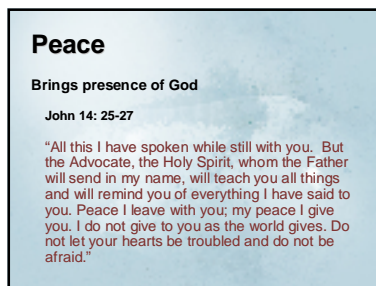 Peace
Brings presence of God
John 14: 25-27
“All this I have spoken while still with you.  But
the Advocate, the Holy Spirit, whom the Father
will send in my name, will teach you all things
and will remind you of everything I have said to
you. Peace I leave with you; my peace I give
you. I do not give to you as the world gives. Do
not let your hearts be troubled and do not be
afraid.”